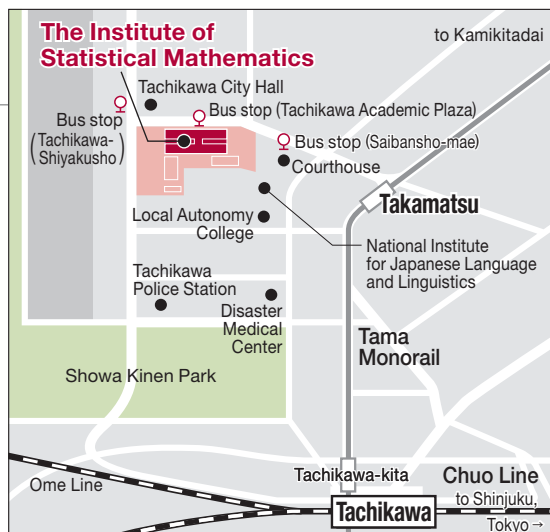 The Institute of
Statistical Mathematics
to Kamikitadai
Tachikawa City Hall
Bus stop (Tachikawa Academic Plaza)
Bus stop
(Tachikawa-
Shiyakusho)
Bus stop (Saibansho-mae)
Courthouse
Takamatsu
Local Autonomy
College
National Institute
for Japanese Language
and Linguistics
Tachikawa
Police Station
Disaster
Medical
Center
Tama
Monorail
Showa Kinen Park
Tachikawa-kita
Chuo Line
to Shinjuku,
Tokyo →
Ome Line
Tachikawa